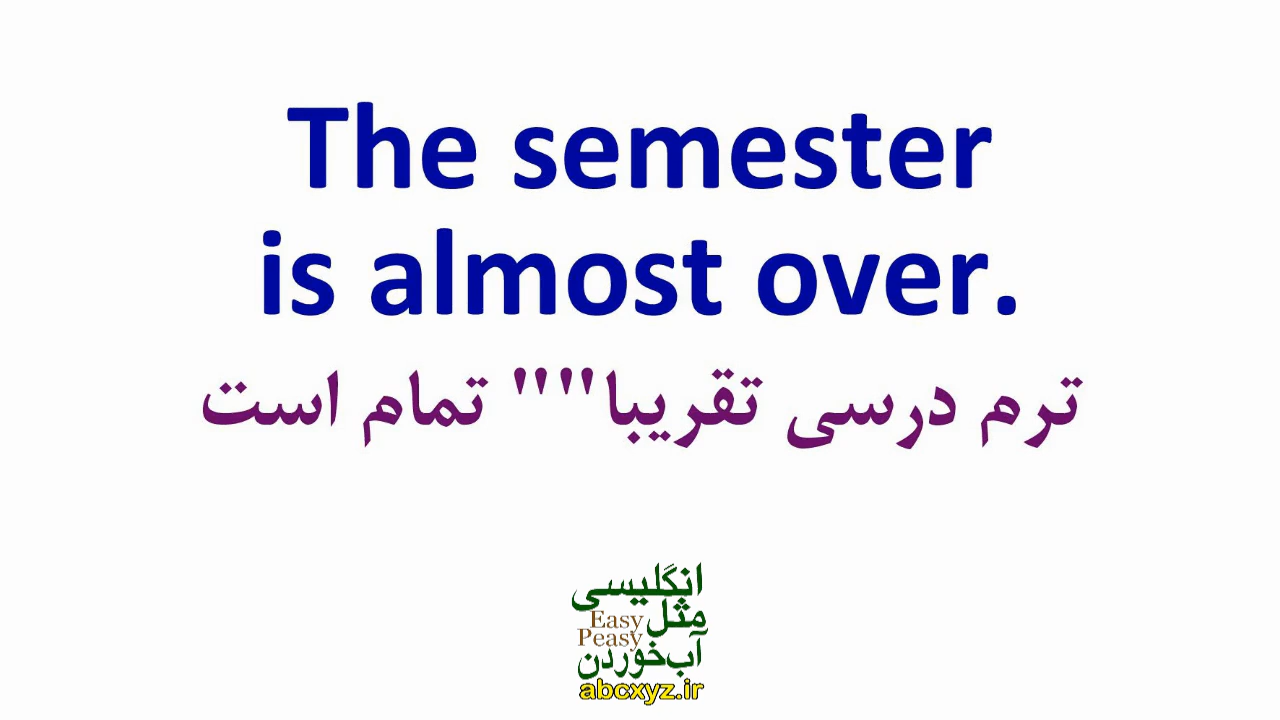 The semester
is almost over.
ترم درسی تقریبا"" تمام است
انگلیسی
مثل
Easy
Peasy
آب‌خوردن
abcxyz.ir